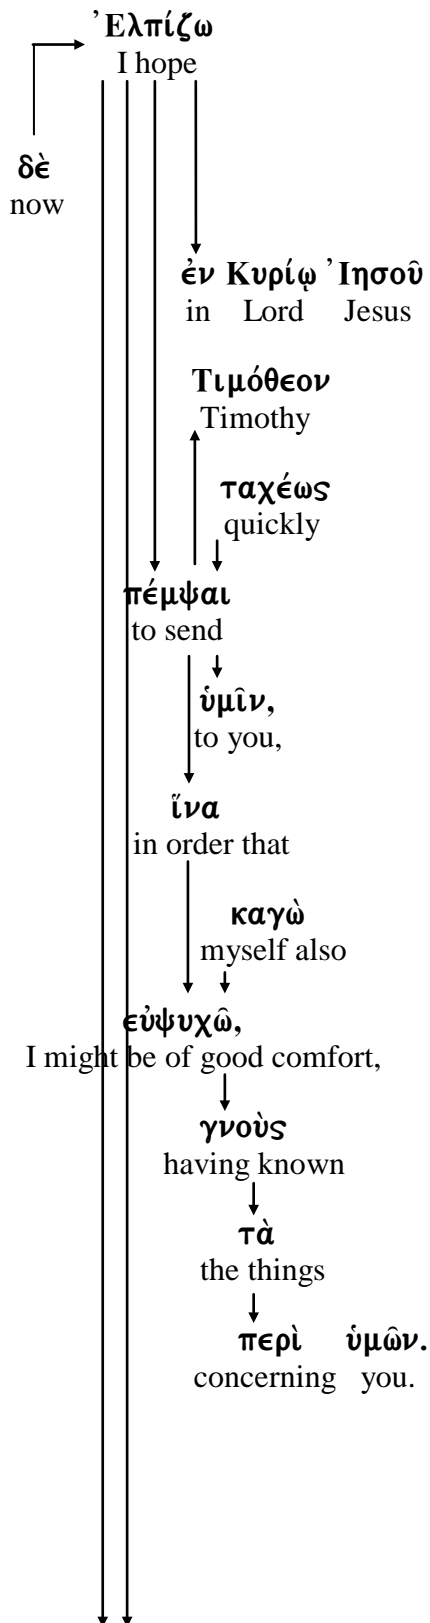 Ἐλπίζω
I hope
δὲ
now
ἐν Κυρίῳ Ἰησοῦ
in Lord Jesus
Τιμόθεον
Timothy
ταχέως
quickly
πέμψαι
to send
ὑμῖν,
to you,
ἵνα
in order that
καγὼ
myself also
εὐψυχῶ,
I might be of good comfort,
γνοὺς
having known
τὰ
the things
περὶ ὑμῶν.
concerning you.